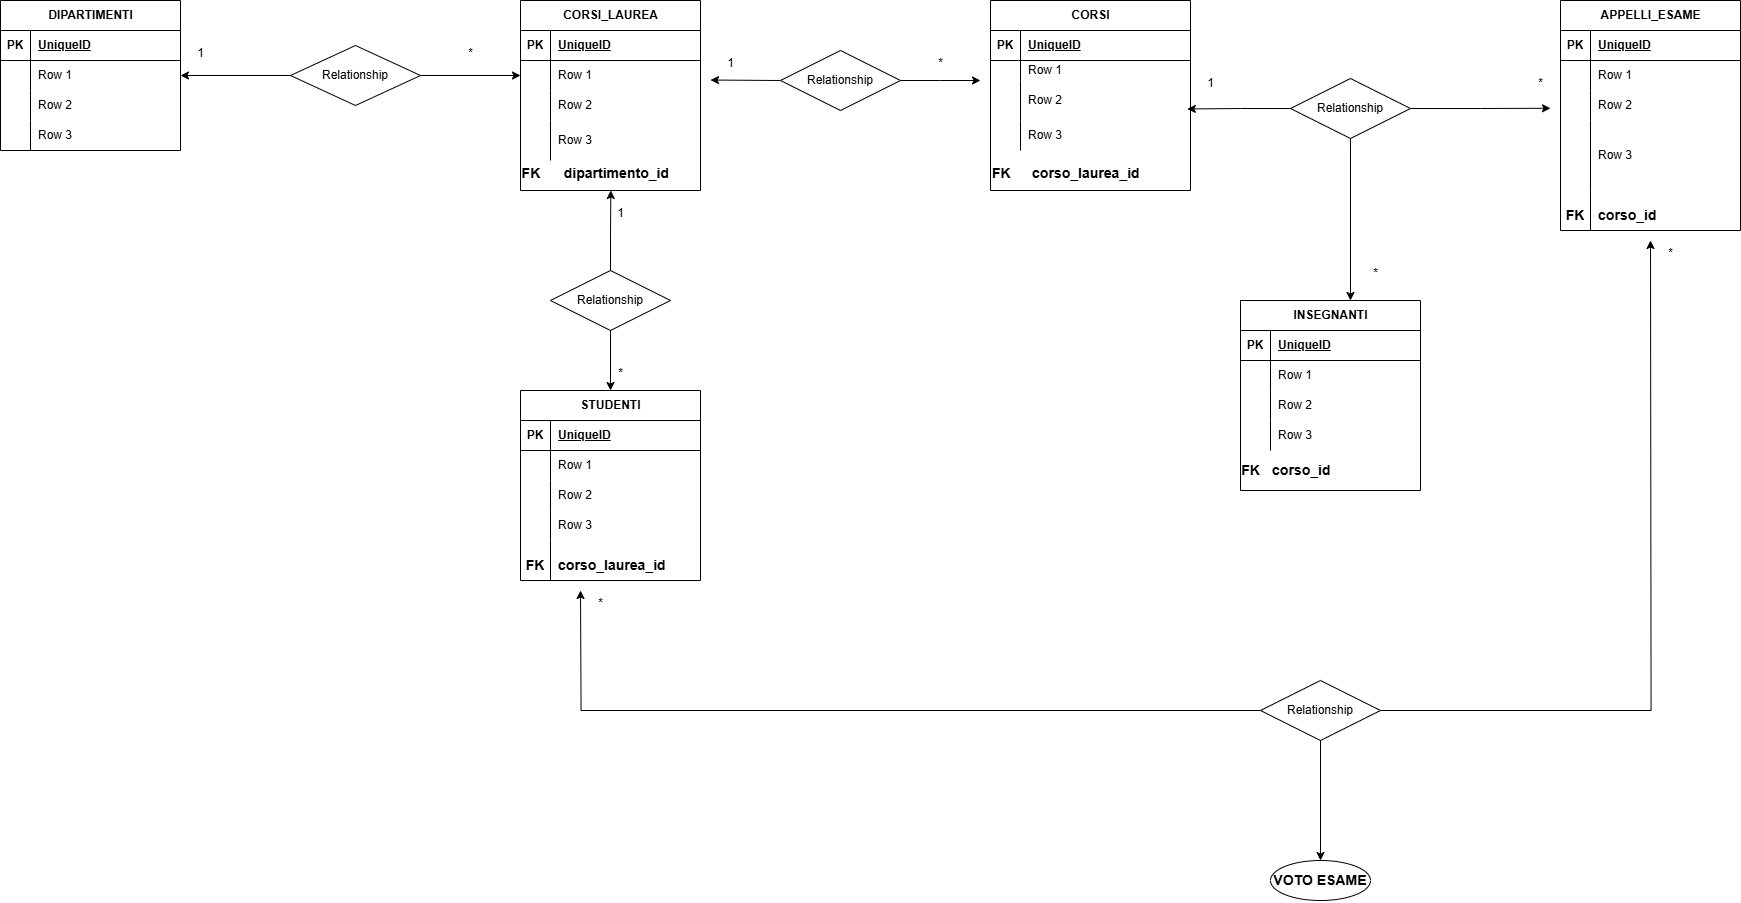 DIPARTIMENTI
PK UniqueID
Row 1
Row 2
Row 3
1
Relationship
*
CORSI_LAUREA
PK UniqueID
Row 1
Row 2
Row 3
FK dipartimento_id
1
Relationship
*
CORSI
PK UniqueID
Row 1
Row 2
Row 3
FK corso_laurea_id
1
Relationship
*
APPELLI_ESAME
PK UniqueID
Row 1
Row 2
Row 3
FK corso_id
*
1
Relationship
*
STUDENTI
PK UniqueID
Row 1
Row 2
Row 3
FK corso_laurea_id
*
*
INSEGNANTI
PK UniqueID
Row 1
Row 2
Row 3
FK corso_id
Relationship
VOTO ESAME